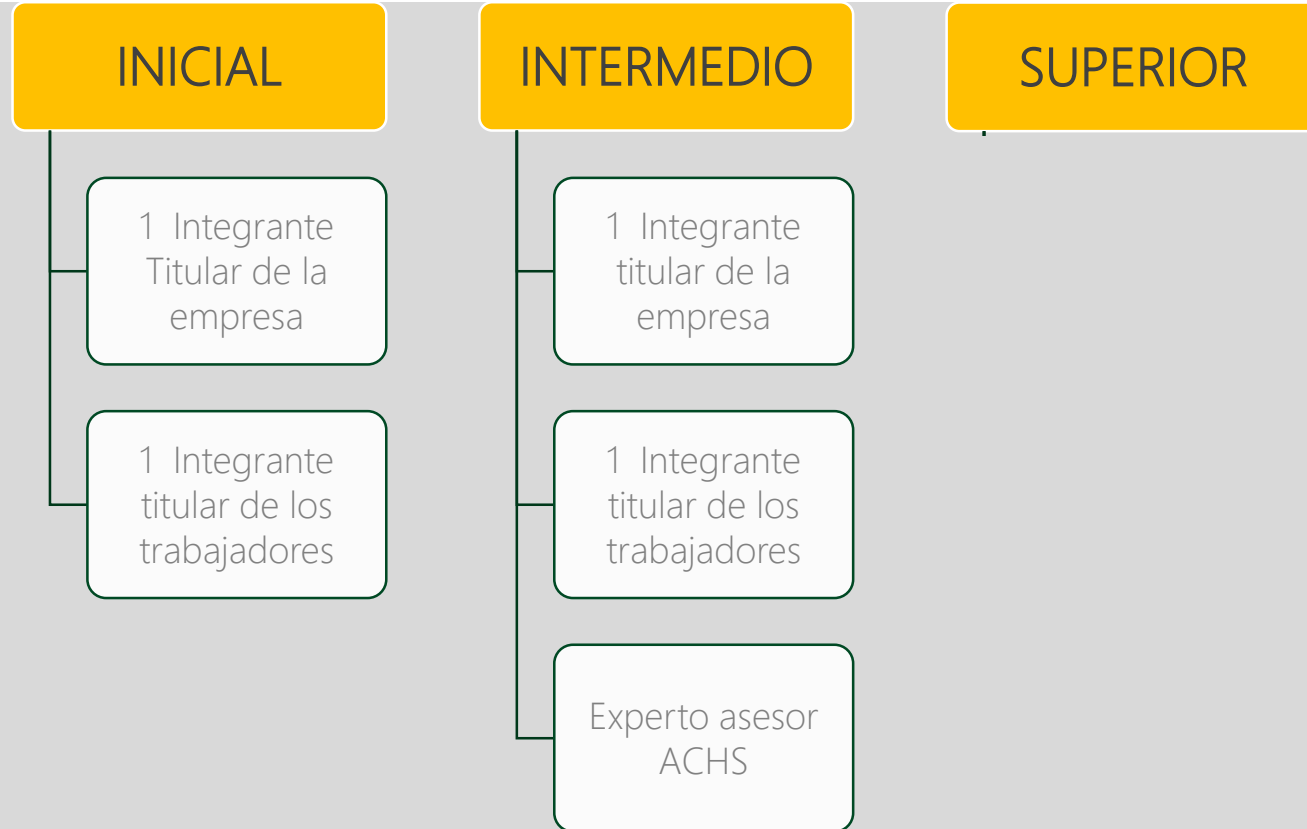 INICIAL
1 Integrante
Titular de la
empresa
1 Integrante
titular de los
trabajadores
INTERMEDIO
1 Integrante
titular de la
empresa
1 Integrante
titular de los
trabajadores
Experto asesor
ACHS
SUPERIOR